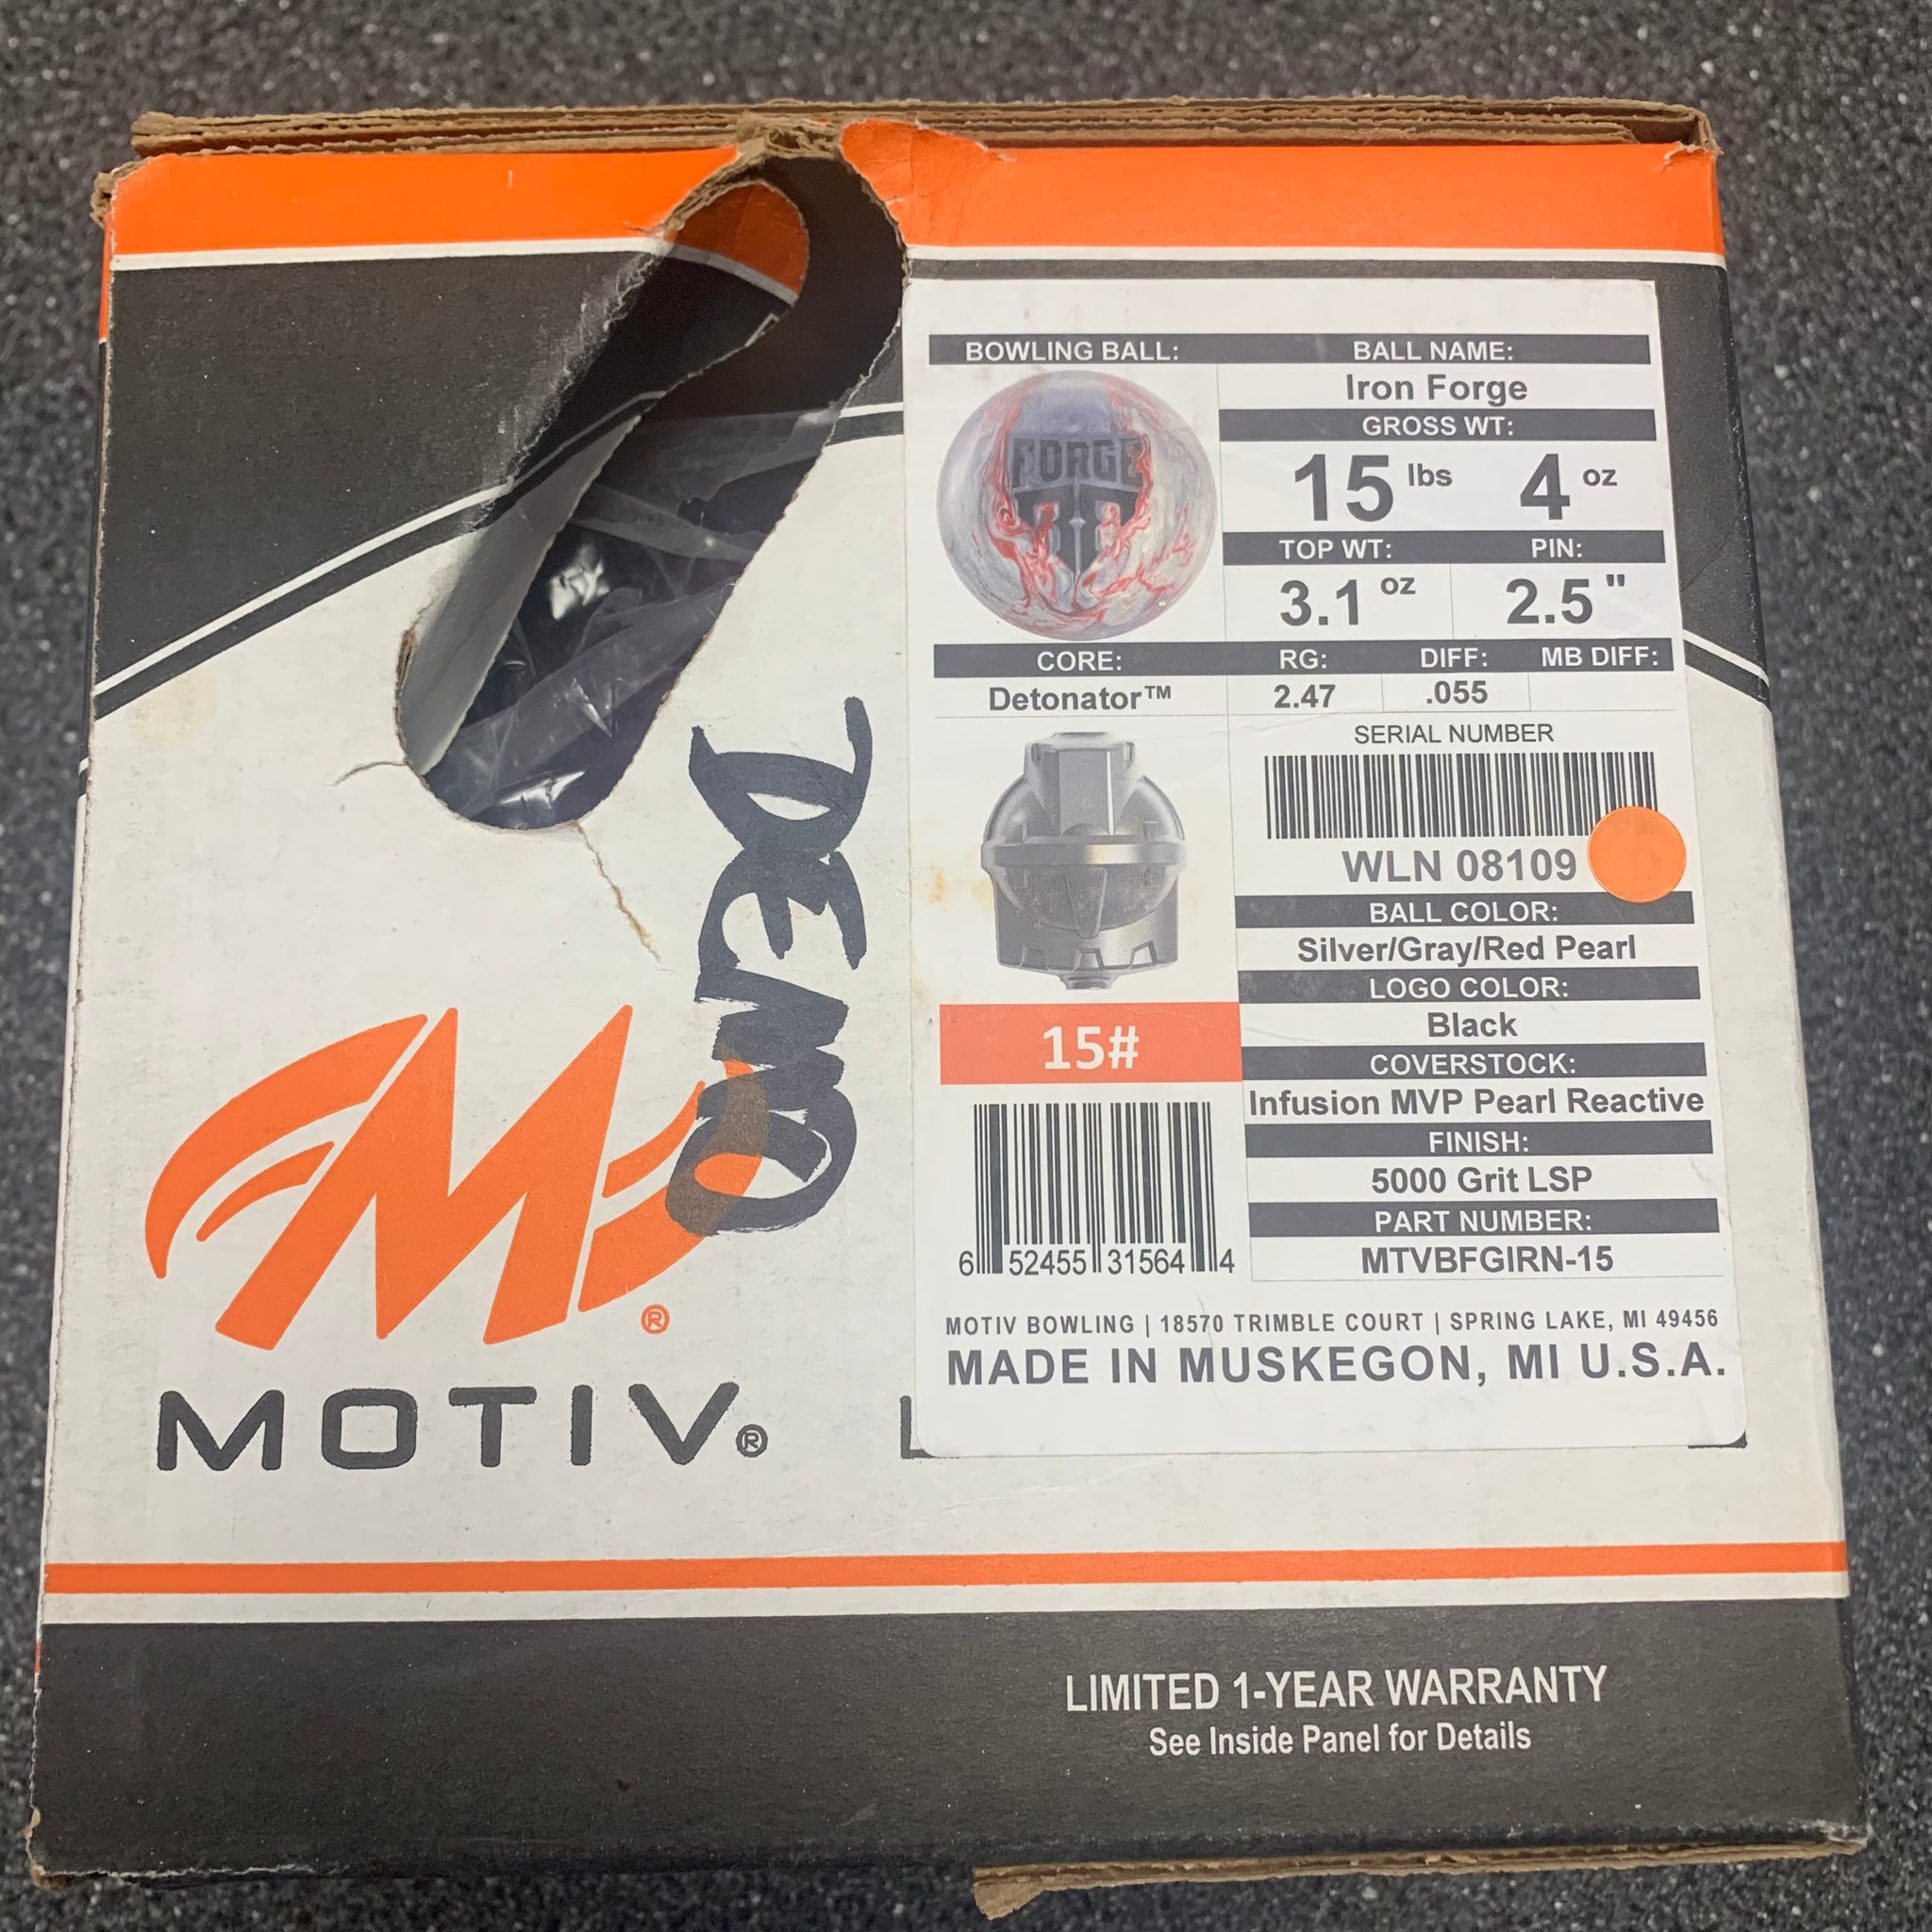 BOWLING BALL: BALL NAME:
Iron Forge
GROSS WT:
FORGE
15 lbs 4 oz
TOP WT: PIN:
3.1 oz 2.5"
CORE: RG: DIFF: MB DIFF:
Detonator™ 2.47 .055
SERIAL NUMBER
WLN 08109
BALL COLOR:
Silver/Gray/Red Pearl
LOGO COLOR:
Black
15#
COVERSTOCK:
Infusion MVP Pearl Reactive
FINISH:
5000 Grit LSP
PART NUMBER:
MTVBFGIRN-15
6 52455 31564 4
MOTIV BOWLING | 18570 TRIMBLE COURT | SPRING LAKE, MI 49456
MADE IN MUSKEGON, MI U.S.A.
DEMO
M®
MOTIV®
LIMITED 1-YEAR WARRANTY
See Inside Panel for Details